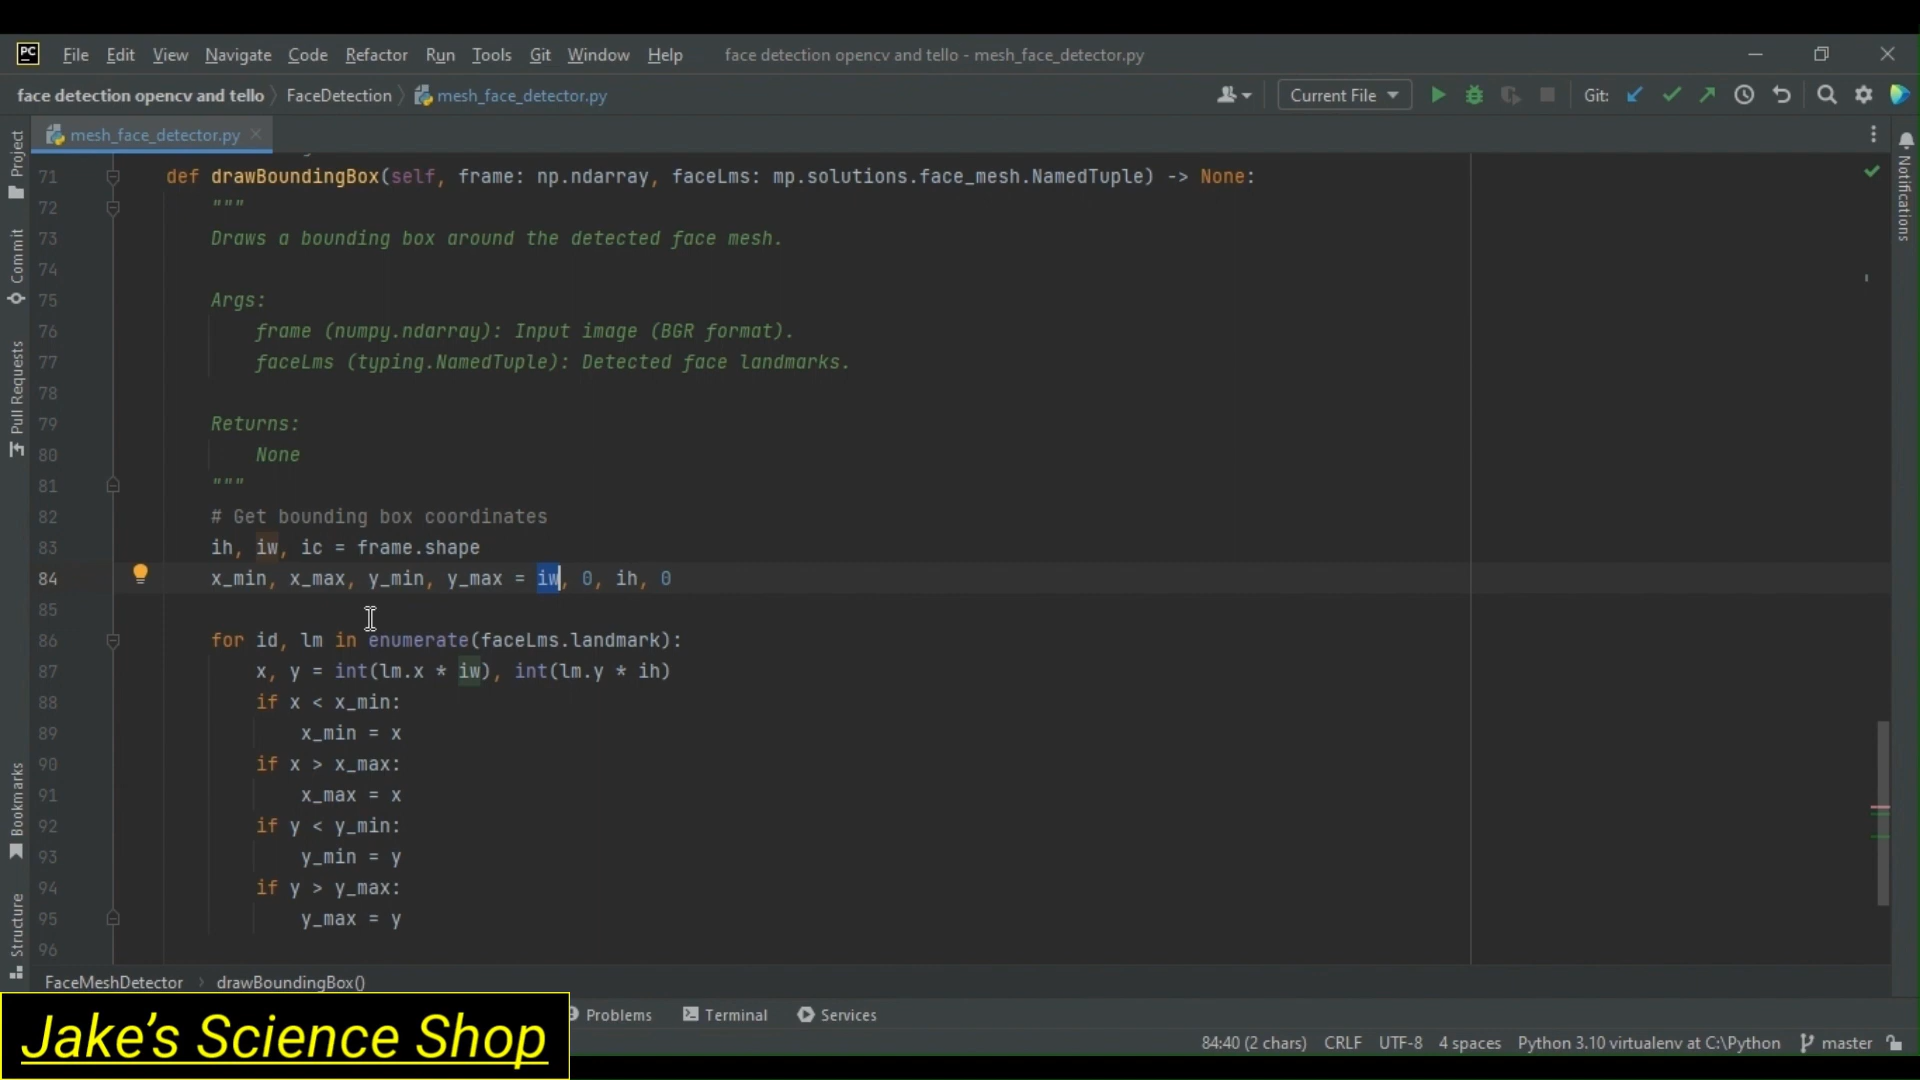 PC File Edit View Navigate Code Refactor Run Tools Git Window Help face detection opencv and tello - mesh_face_detector.py
face detection opencv and tello FaceDetection mesh_face_detector.py Current File Git:
mesh_face_detector.py
Project
Commit
Pull Requests
Bookmarks
Structure
Notifications
71 def drawBoundingBox(self, frame: np.ndarray, faceLms: mp.solutions.face_mesh.NamedTuple) -> None:
72 """
73 Draws a bounding box around the detected face mesh.
74
75 Args:
76 frame (numpy.ndarray): Input image (BGR format).
77 faceLms (typing.NamedTuple): Detected face landmarks.
78
79 Returns:
80 None
81 """
82 # Get bounding box coordinates
83 ih, iw, ic = frame.shape
84 x_min, x_max, y_min, y_max = iw, 0, ih, 0
85
86 for id, lm in enumerate(faceLms.landmark):
87 x, y = int(lm.x * iw), int(lm.y * ih)
88 if x < x_min:
89 x_min = x
90 if x > x_max:
91 x_max = x
92 if y < y_min:
93 y_min = y
94 if y > y_max:
95 y_max = y
96
FaceMeshDetector drawBoundingBox()
Problems Terminal Services
Jake's Science Shop
84:40 (2 chars) CRLF UTF-8 4 spaces Python 3.10 virtualenv at C:\Python master